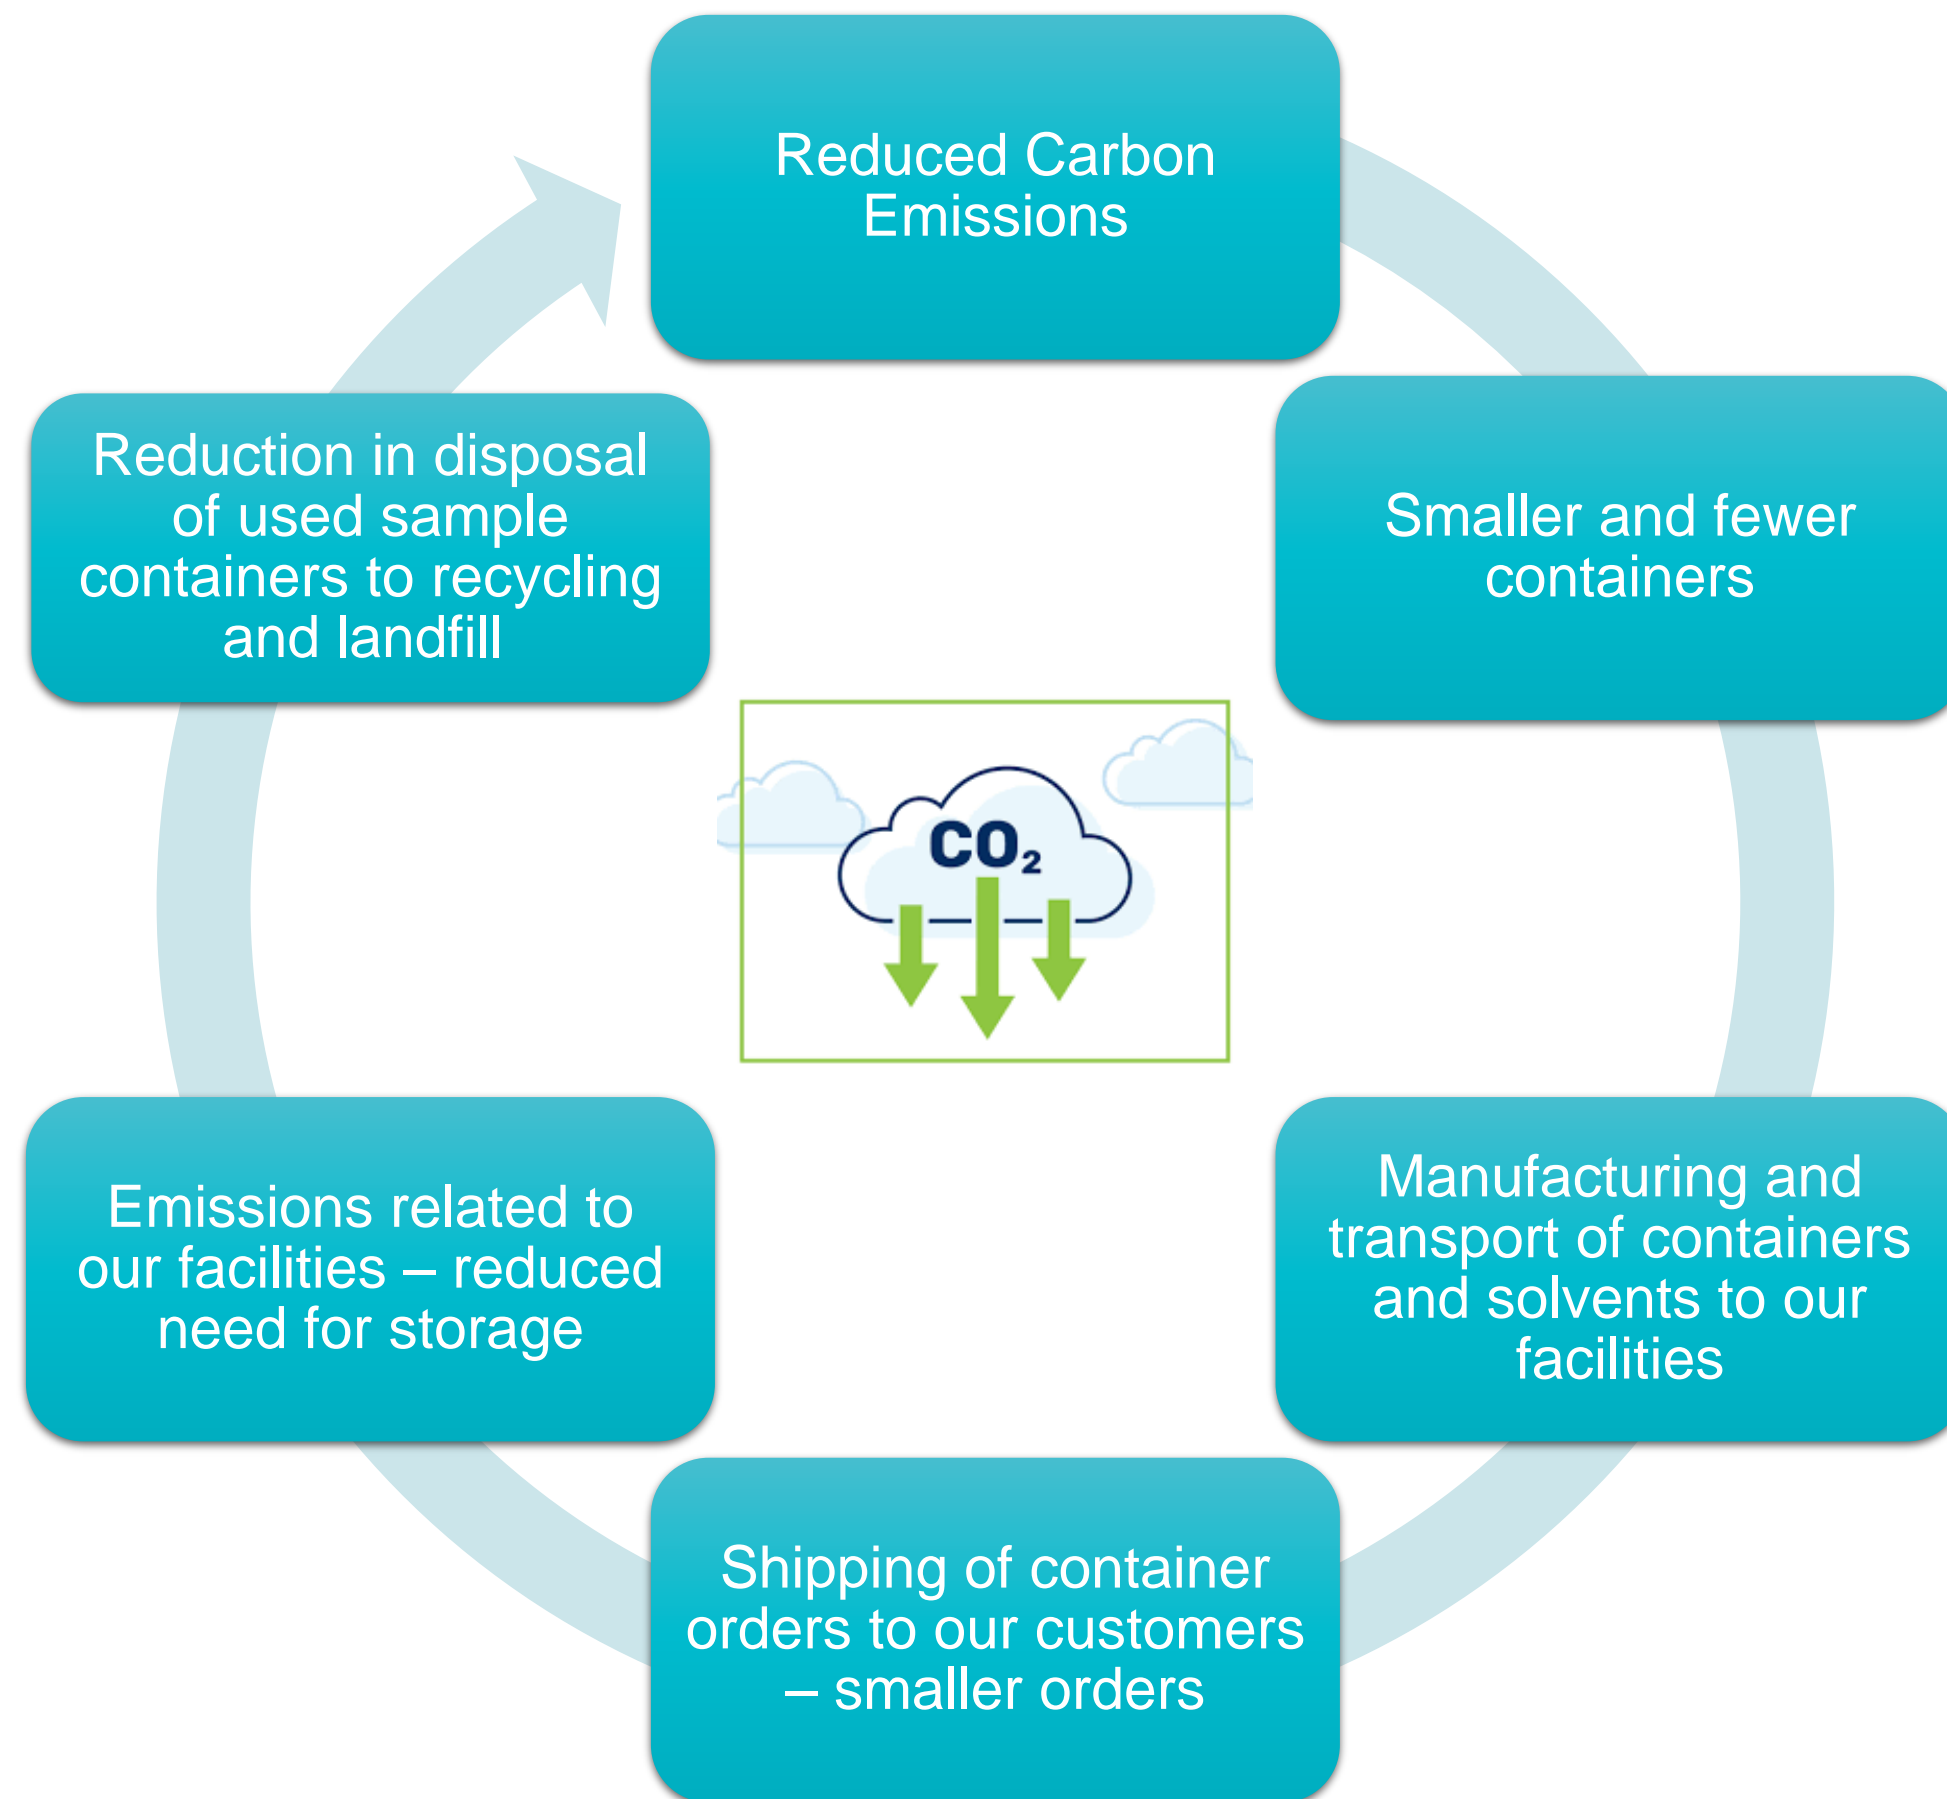 Reduced Carbon
Emissions
Smaller and fewer
containers
Manufacturing and
transport of containers
and solvents to our
facilities
Shipping of container
orders to our customers
– smaller orders
Emissions related to
our facilities – reduced
need for storage
Reduction in disposal
of used sample
containers to recycling
and landfill
CO₂